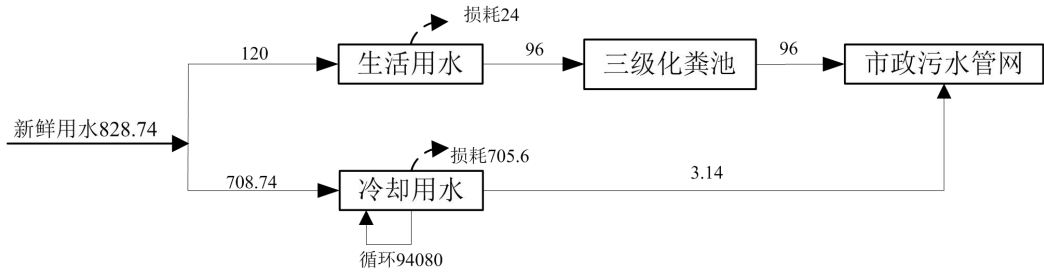 损耗24
120
生活用水
96
三级化粪池
96
市政污水管网
新鲜用水828.74
损耗705.6
708.74
冷却用水
3.14
循环94080